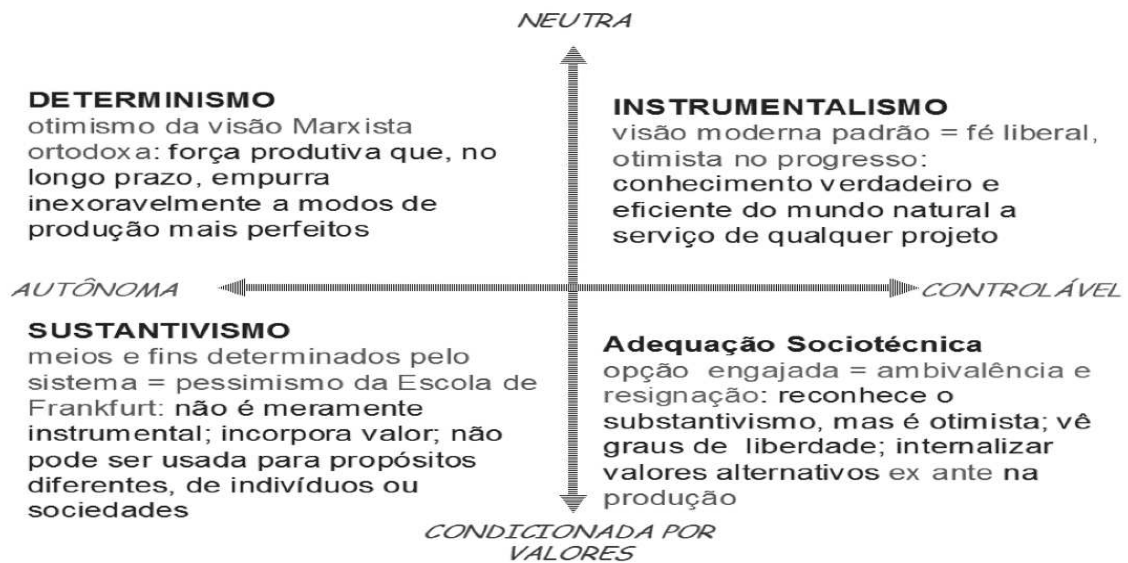 NEUTRA
DETERMINISMO
otimismo da visão Marxista
ortodoxa: força produtiva que, no
longo prazo, empurra
inexoravelmente a modos de
produção mais perfeitos
INSTRUMENTALISMO
visão moderna padrão = fé liberal,
otimista no progresso:
conhecimento verdadeiro e
eficiente do mundo natural a
serviço de qualquer projeto
AUTÔNOMA
CONTROLÁVEL
SUSTANTIVISMO
meios e fins determinados pelo
sistema = pessimismo da Escola de
Frankfurt: não é meramente
instrumental; incorpora valor; não
pode ser usada para propósitos
diferentes, de indivíduos ou
sociedades
Adequação Sociotécnica
opção engajada = ambivalência e
resignação: reconhece o
substantivismo, mas é otimista; vê
graus de liberdade; internalizar
valores alternativos ex ante na
produção
CONDICIONADA POR
VALORES